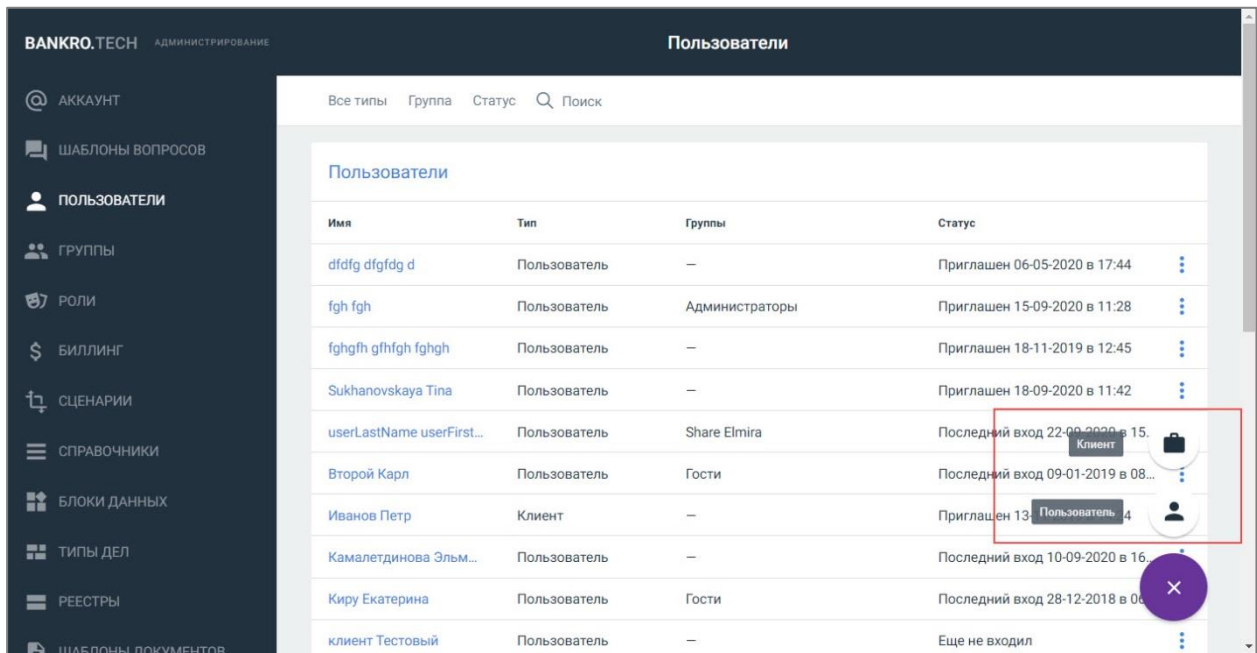 BANKRO.TECH АДМИНИСТРИРОВАНИЕ Пользователи
АККАУНТ
ШАБЛОНЫ ВОПРОСОВ
ПОЛЬЗОВАТЕЛИ
ГРУППЫ
РОЛИ
БИЛЛИНГ
СЦЕНАРИИ
СПРАВОЧНИКИ
БЛОКИ ДАННЫХ
ТИПЫ ДЕЛ
РЕЕСТРЫ
ШАБЛОНЫ ДОКУМЕНТОВ
Все типы Группа Статус Поиск
Пользователи
Имя Тип Группы Статус
dfdfg dfgfdg d Пользователь — Приглашен 06-05-2020 в 17:44
fgh fgh Пользователь Администраторы Приглашен 15-09-2020 в 11:28
fghgfh gfhfgh fghgh Пользователь — Приглашен 18-11-2019 в 12:45
Sukhanovskaya Tina Пользователь — Приглашен 18-09-2020 в 11:42
userLastName userFirst... Пользователь Share Elmira Последний вход 22-09-2020 в 15.
Клиент
Второй Карл Пользователь Гости Последний вход 09-01-2019 в 08...
Иванов Петр Клиент — Приглашен 13-
Пользователь
Камалетдинова Эльм... Пользователь — Последний вход 10-09-2020 в 16...
Киру Екатерина Пользователь Гости Последний вход 28-12-2018 в 06
клиент Тестовый Пользователь — Еще не входил